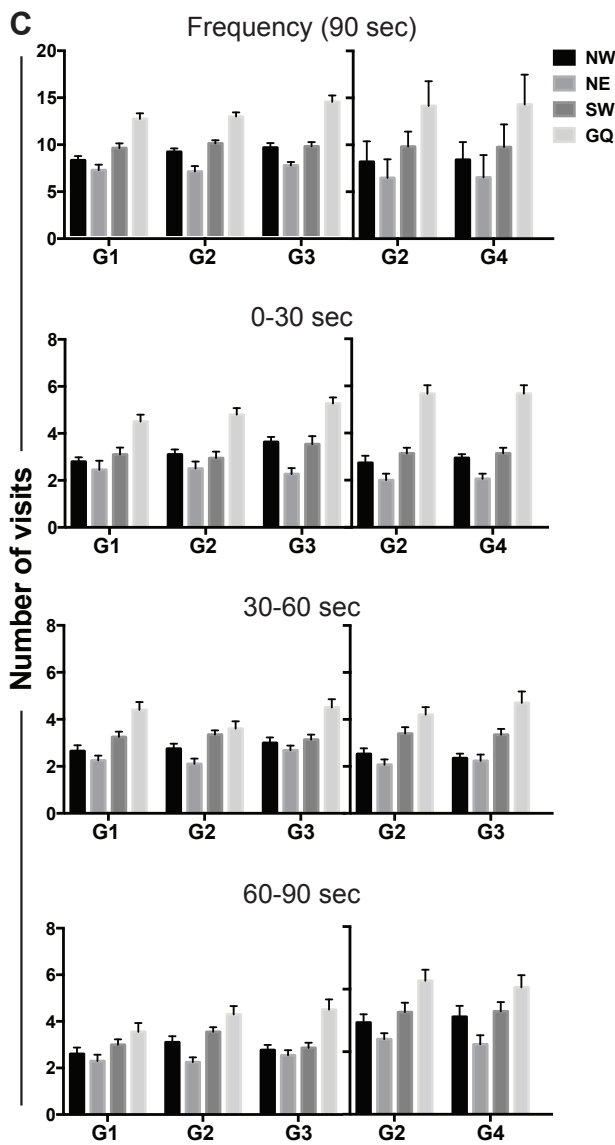 C
Frequency (90 sec)
NW
NE
SW
GQ
Number of visits
20
15
10
5
0
G1 G2 G3 G2 G4
0-30 sec
8
6
4
2
0
G1 G2 G3 G2 G4
30-60 sec
8
6
4
2
0
G1 G2 G3 G2 G3
60-90 sec
8
6
4
2
0
G1 G2 G3 G2 G4